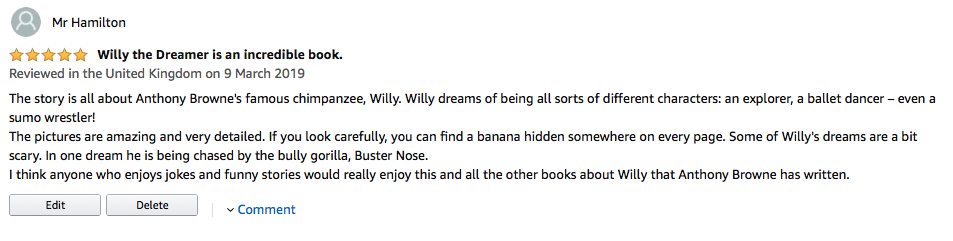 Mr Hamilton
Willy the Dreamer is an incredible book.
Reviewed in the United Kingdom on 9 March 2019
The story is all about Anthony Browne's famous chimpanzee, Willy. Willy dreams of being all sorts of different characters: an explorer, a ballet dancer – even a
sumo wrestler!
The pictures are amazing and very detailed. If you look carefully, you can find a banana hidden somewhere on every page. Some of Willy's dreams are a bit
scary. In one dream he is being chased by the bully gorilla, Buster Nose.
I think anyone who enjoys jokes and funny stories would really enjoy this and all the other books about Willy that Anthony Browne has written.
Edit Delete Comment